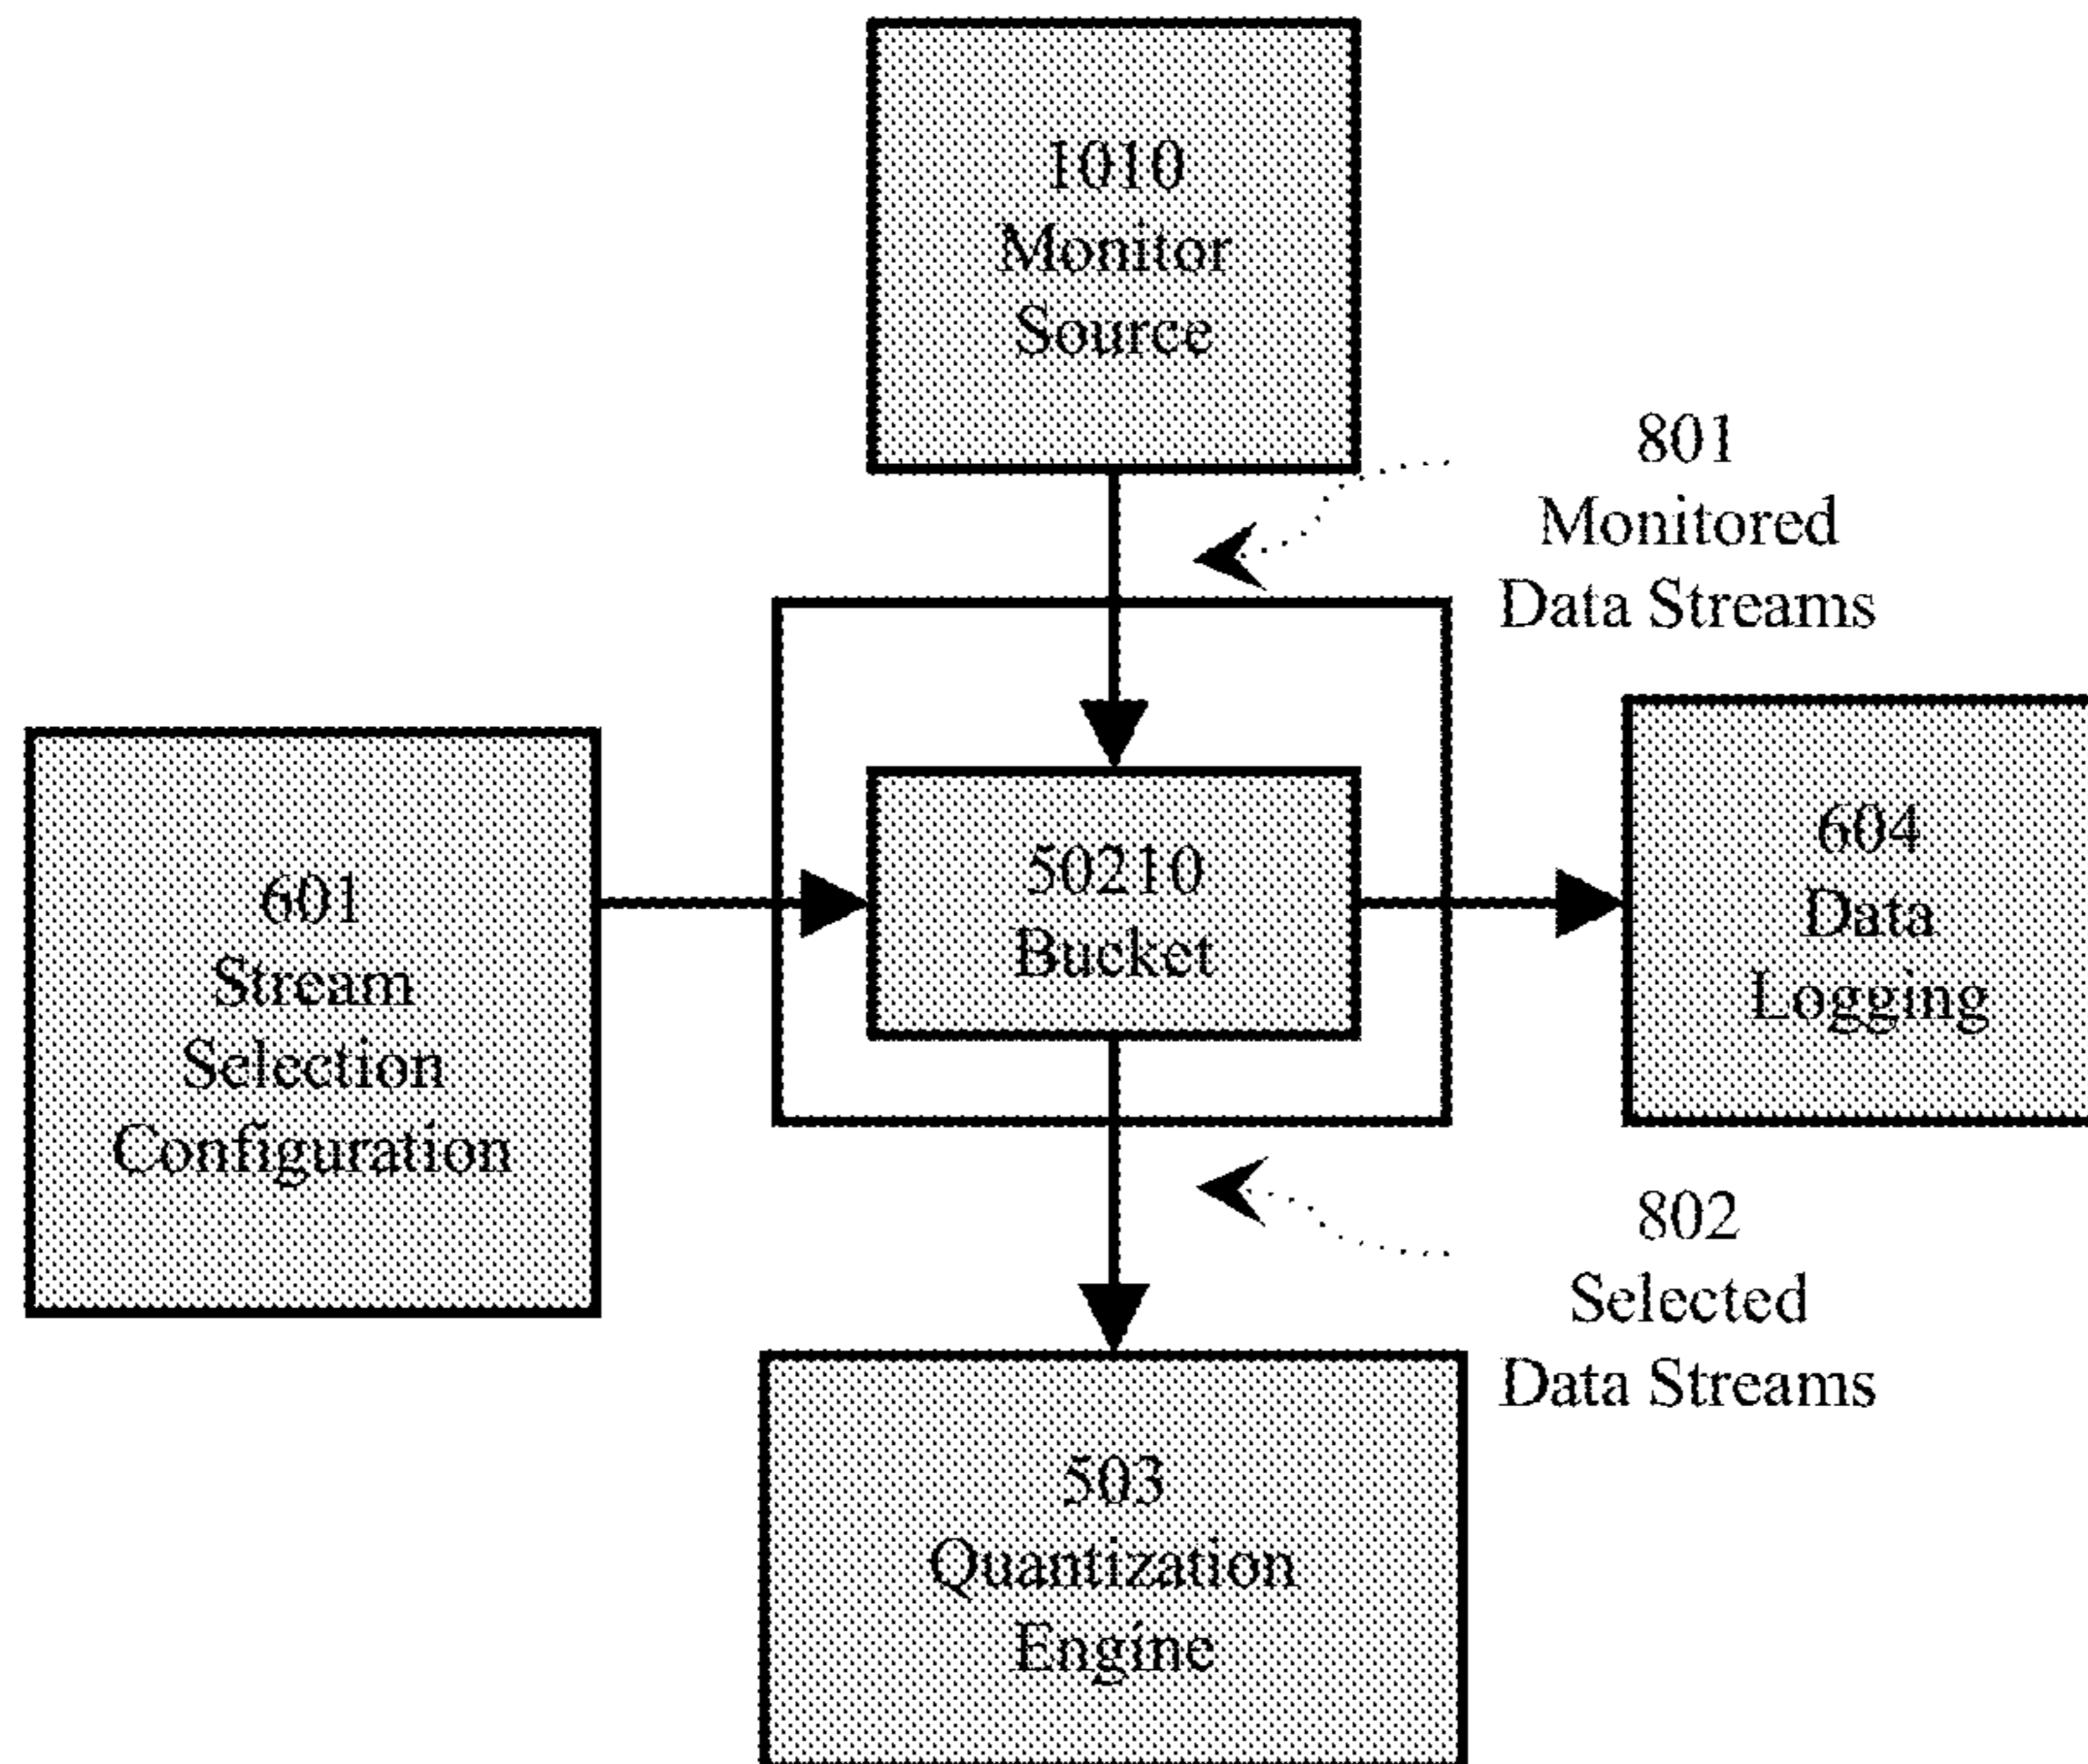 1010
Monitor
Source
801
Monitored
Data Streams
601
Stream
Selection
Configuration
50210
Bucket
604
Data
Logging
802
Selected
Data Streams
503
Quantization
Engine